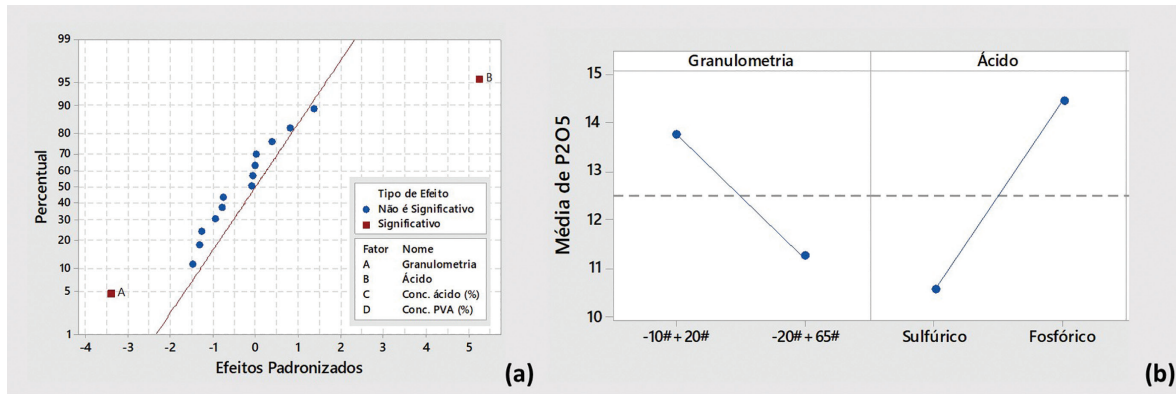 99
95
90
80
70
60
50
40
30
20
10
5
1
Percentual
-4 -3 -2 -1 0 1 2 3 4 5
Efeitos Padronizados
A
B
Tipo de Efeito
Não é Significativo
Significativo
Fator Nome
A Granulometria
B Ácido
C Conc. ácido (%)
D Conc. PVA (%)
(a)
Granulometria Ácido
15
14
13
12
11
10
Média de P2O5
-10#+20# -20#+65# Sulfúrico Fosfórico
(b)